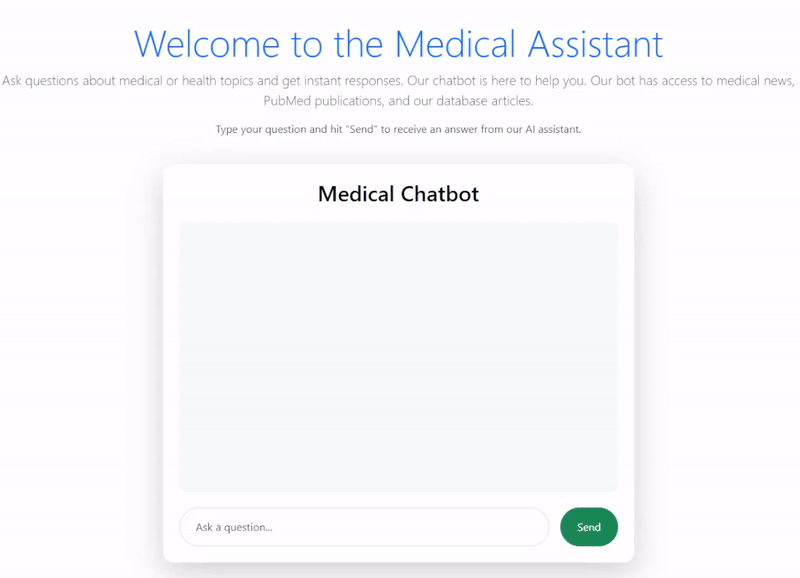 Welcome to the Medical Assistant
Ask questions about medical or health topics and get instant responses. Our chatbot is here to help you. Our bot has access to medical news,
PubMed publications, and our database articles.
Type your question and hit "Send" to receive an answer from our AI assistant.
Medical Chatbot
Ask a question...
Send